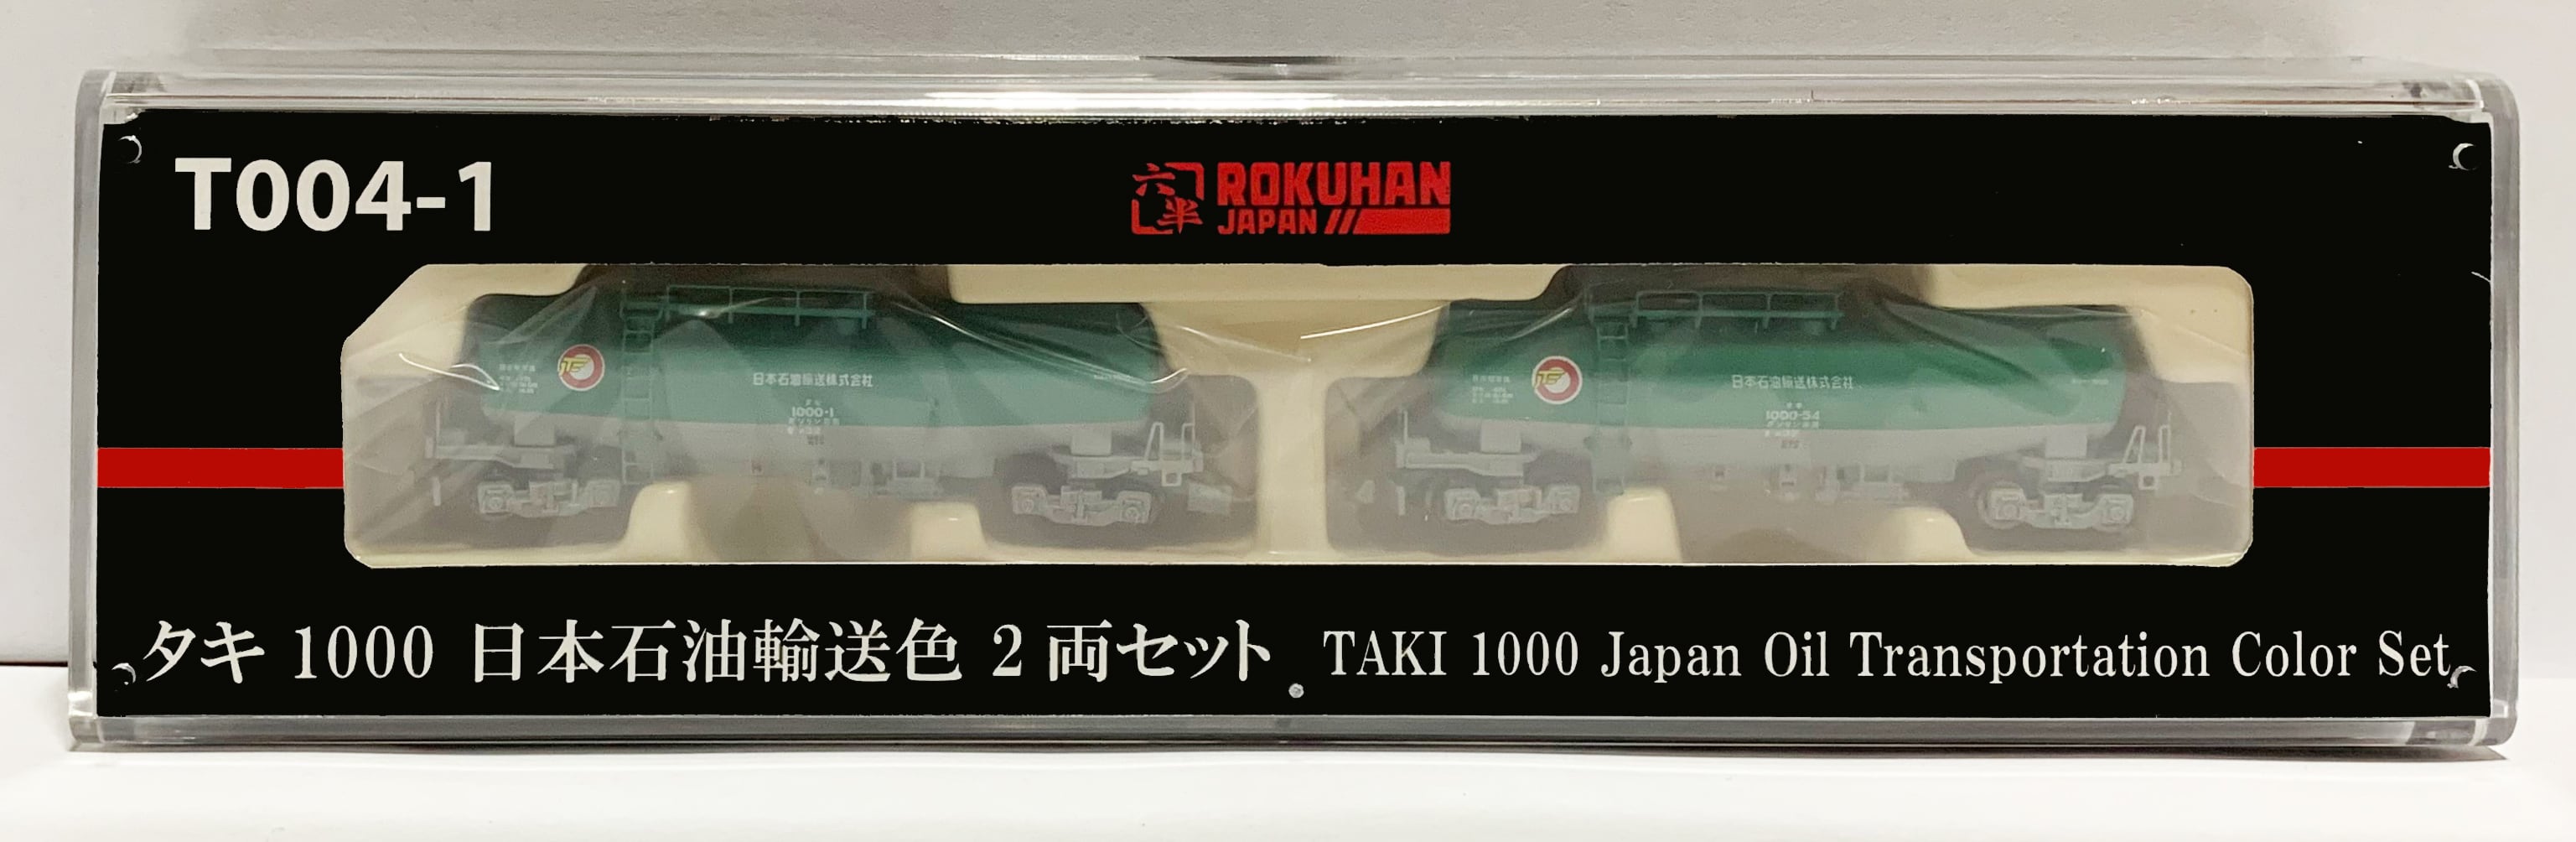 T004-1
六半
ROKUHAN
JAPAN
日本石油輸送株式会社
1000-1
日本石油輸送株式会社
1000-54
タキ 1000 日本石油輸送色 2 両セット TAKI 1000 Japan Oil Transportation Color Set